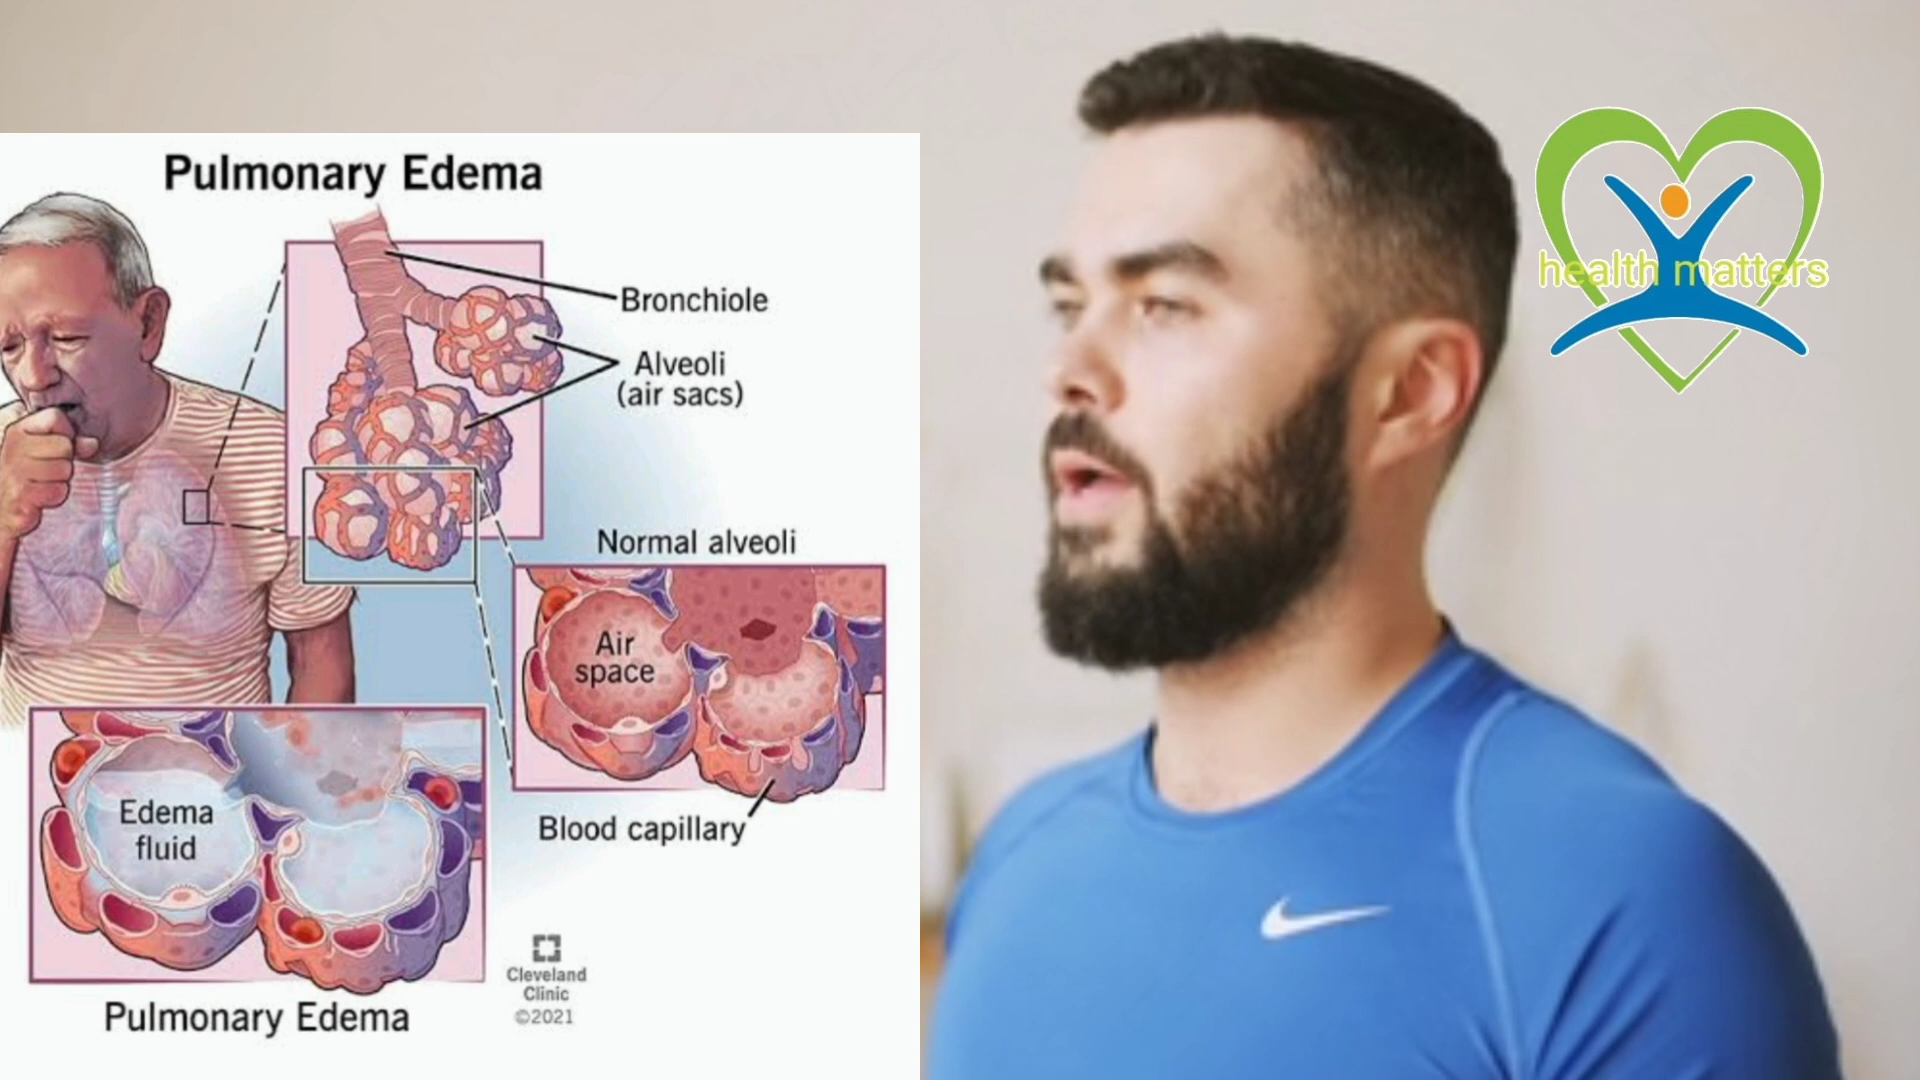 Pulmonary Edema
Bronchiole
Alveoli
(air sacs)
Normal alveoli
Air
space
Blood capillary
Edema
fluid
Pulmonary Edema
Cleveland
Clinic
©2021
health matters